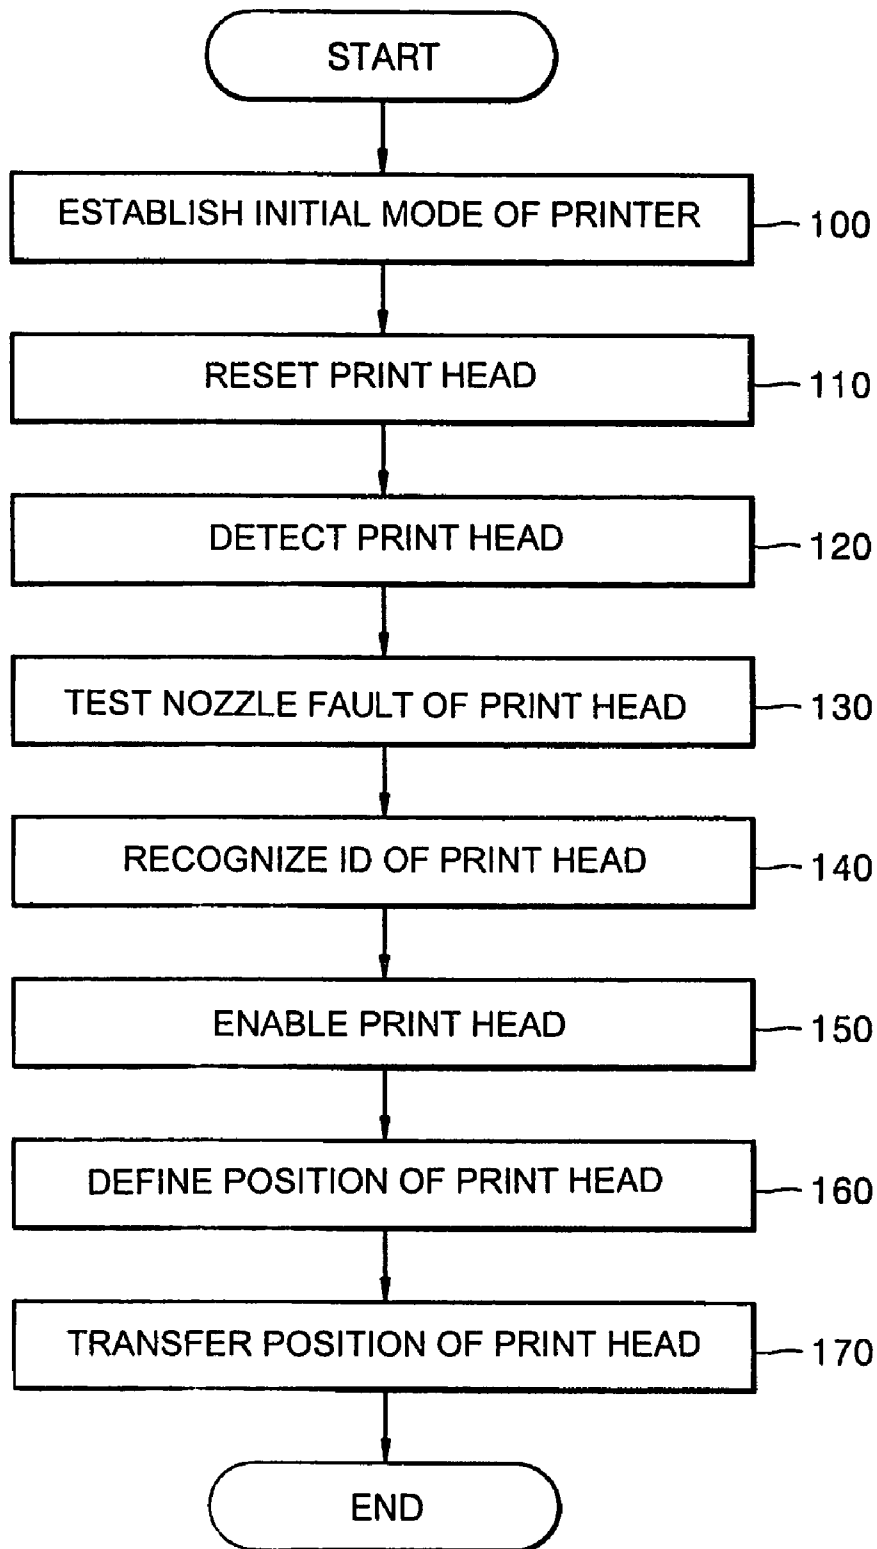 START
ESTABLISH INITIAL MODE OF PRINTER
100
RESET PRINT HEAD
110
DETECT PRINT HEAD
120
TEST NOZZLE FAULT OF PRINT HEAD
130
RECOGNIZE ID OF PRINT HEAD
140
ENABLE PRINT HEAD
150
DEFINE POSITION OF PRINT HEAD
160
TRANSFER POSITION OF PRINT HEAD
170
END